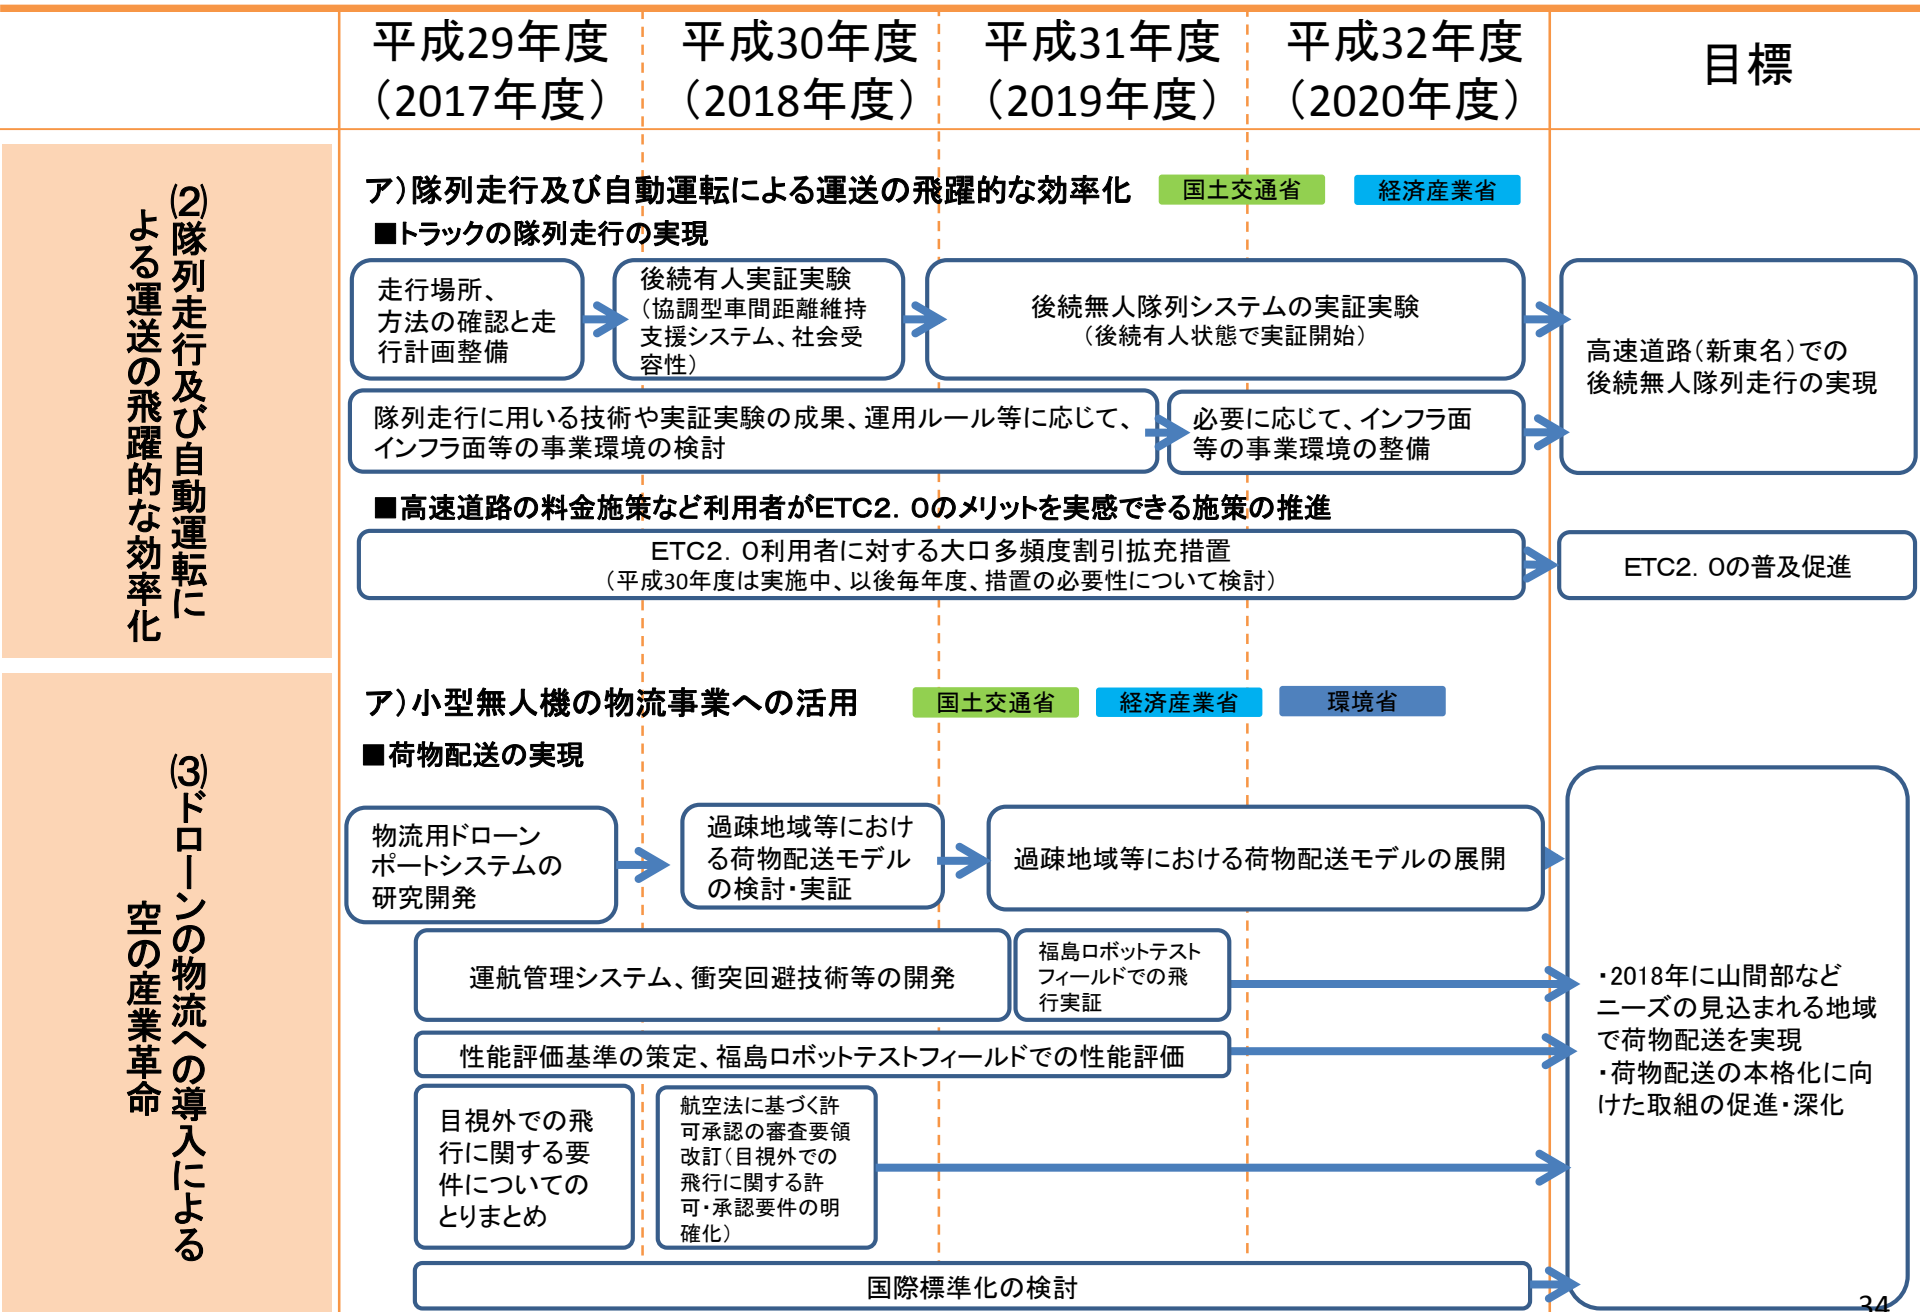 平成29年度
（2017年度）
平成30年度
（2018年度）
平成31年度
（2019年度）
平成32年度
（2020年度）
目標
(2)隊列走行及び自動運転に
よる運送の飛躍的な効率化
ア）隊列走行及び自動運転による運送の飛躍的な効率化
国土交通省
経済産業省
■トラックの隊列走行の実現
走行場所、
方法の確認と走
行計画整備
後続有人実証実験
（協調型車間距離維持
支援システム、社会受
容性）
後続無人隊列システムの実証実験
（後続有人状態で実証開始）
高速道路（新東名）での
後続無人隊列走行の実現
隊列走行に用いる技術や実証実験の成果、運用ルール等に応じて、
インフラ面等の事業環境の検討
必要に応じて、インフラ面
等の事業環境の整備
■高速道路の料金施策など利用者がETC2．0のメリットを実感できる施策の推進
ETC2．0利用者に対する大口多頻度割引拡充措置
（平成30年度は実施中、以後毎年度、措置の必要性について検討）
ETC2．0の普及促進
(3)ドローンの物流への導入による
空の産業革命
ア）小型無人機の物流事業への活用
国土交通省
経済産業省
環境省
■荷物配送の実現
物流用ドローン
ポートシステムの
研究開発
過疎地域等におけ
る荷物配送モデル
の検討・実証
過疎地域等における荷物配送モデルの展開
運航管理システム、衝突回避技術等の開発
福島ロボットテスト
フィールドでの飛
行実証
性能評価基準の策定、福島ロボットテストフィールドでの性能評価
目視外での飛
行に関する要
件についての
とりまとめ
航空法に基づく許
可承認の審査要領
改訂（目視外での
飛行に関する許
可・承認要件の明
確化）
国際標準化の検討
・2018年に山間部など
ニーズの見込まれる地域
で荷物配送を実現
・荷物配送の本格化に向
けた取組の促進・深化
34